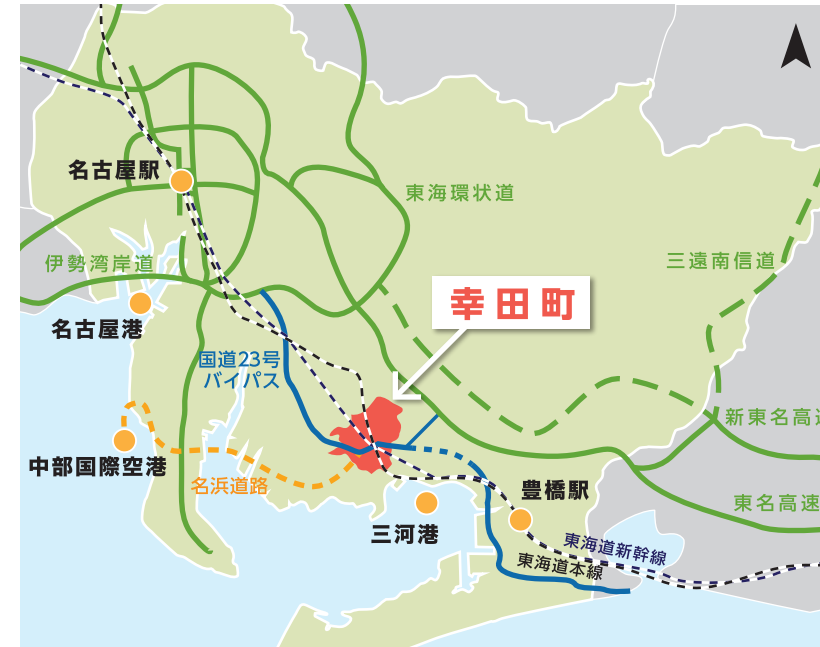 名古屋駅
東海環状道
伊勢湾岸道
三遠南信道
幸田町
名古屋港
国道23号
バイパス
新東名高速
中部国際空港
名浜道路
豊橋駅
東名高速
三河港
東海道新幹線
東海道本線